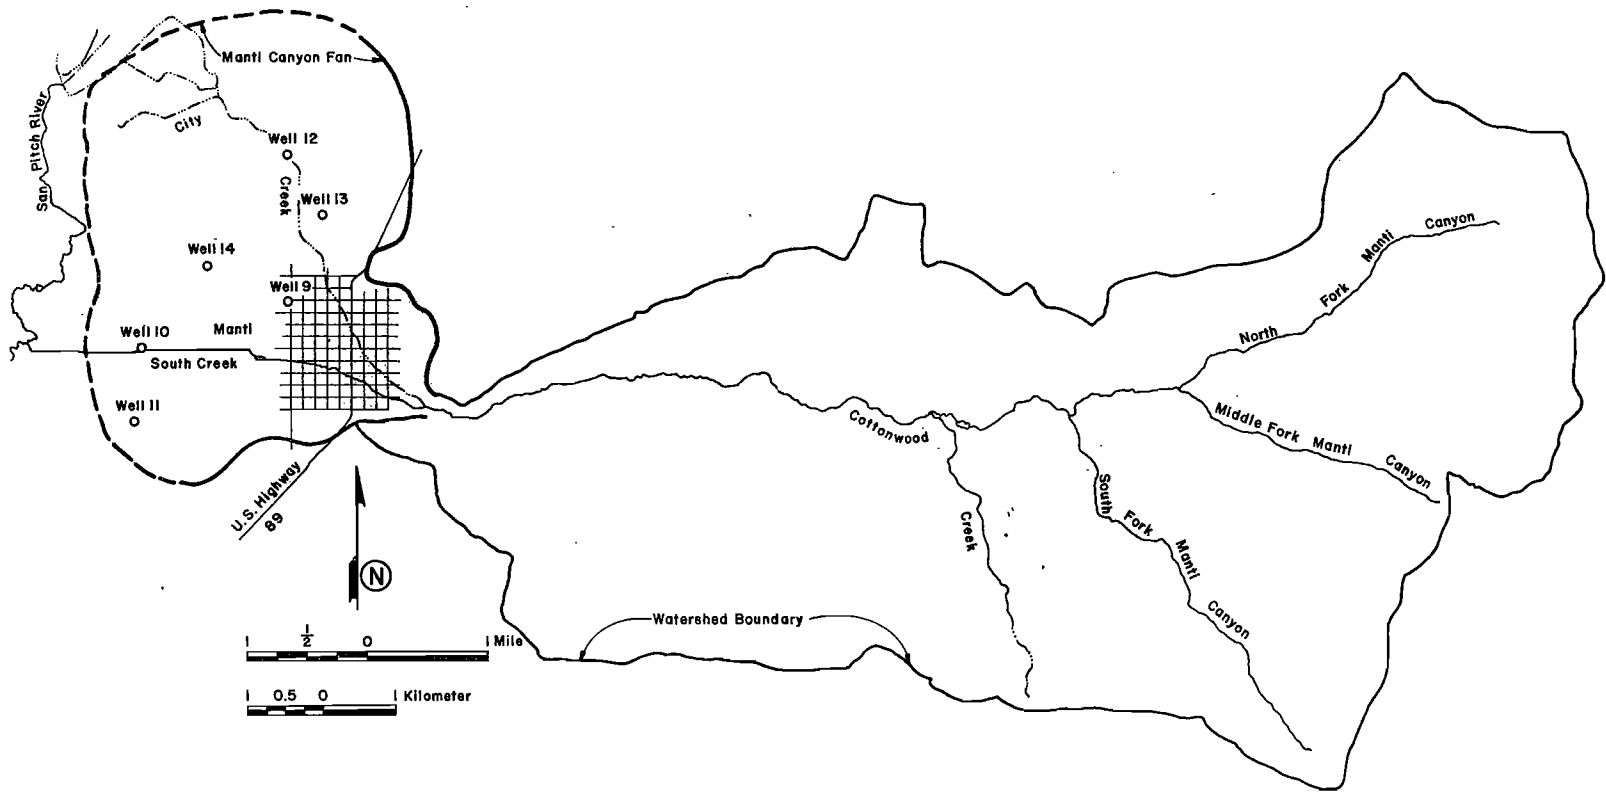 Manti Canyon Fan
San Pitch River
City
Creek
Well 12
Well 13
Well 14
Well 9
Well 10
Manti
South Creek
Well 11
U.S. Highway
89
N
North Fork Manti Canyon
Middle Fork Manti Canyon
Cottonwood
Creek
South Fork Manti Canyon
Watershed Boundary
1 1/2 0 1 Mile
1 0.5 0 1 Kilometer